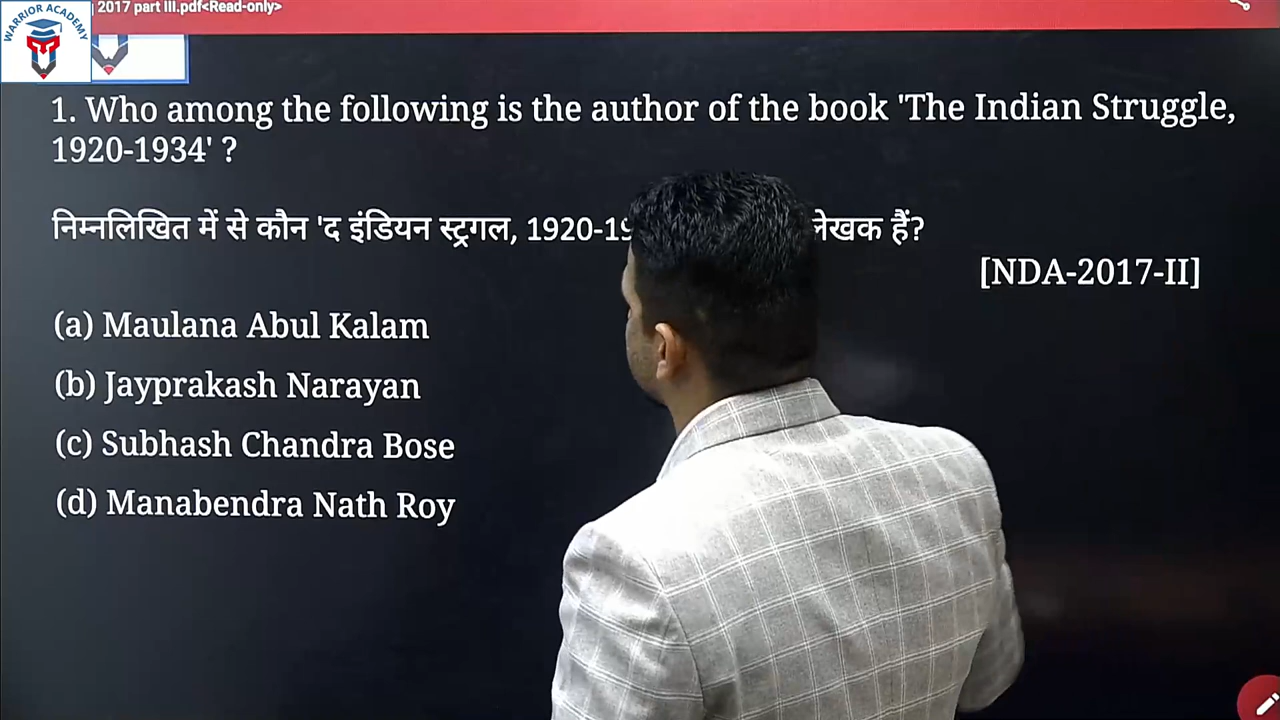 WARRIOR ACADEMY
2017 part III.pdf<Read-only>
1. Who among the following is the author of the book 'The Indian Struggle,
1920-1934' ?
निम्नलिखित में से कौन 'द इंडियन स्ट्रगल, 1920-19 लेखक हैं?
[NDA-2017-II]
(a) Maulana Abul Kalam
(b) Jayprakash Narayan
(c) Subhash Chandra Bose
(d) Manabendra Nath Roy